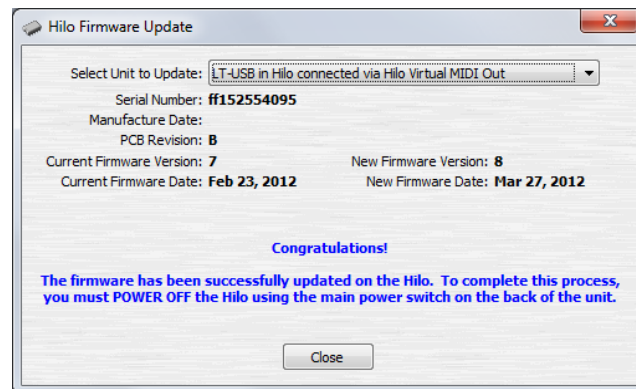 Hilo Firmware Update
Select Unit to Update: LT-USB in Hilo connected via Hilo Virtual MIDI Out
Serial Number: ff152554095
Manufacture Date:
PCB Revision: B
Current Firmware Version: 7 New Firmware Version: 8
Current Firmware Date: Feb 23, 2012 New Firmware Date: Mar 27, 2012
Congratulations!
The firmware has been successfully updated on the Hilo. To complete this process,
you must POWER OFF the Hilo using the main power switch on the back of the unit.
Close